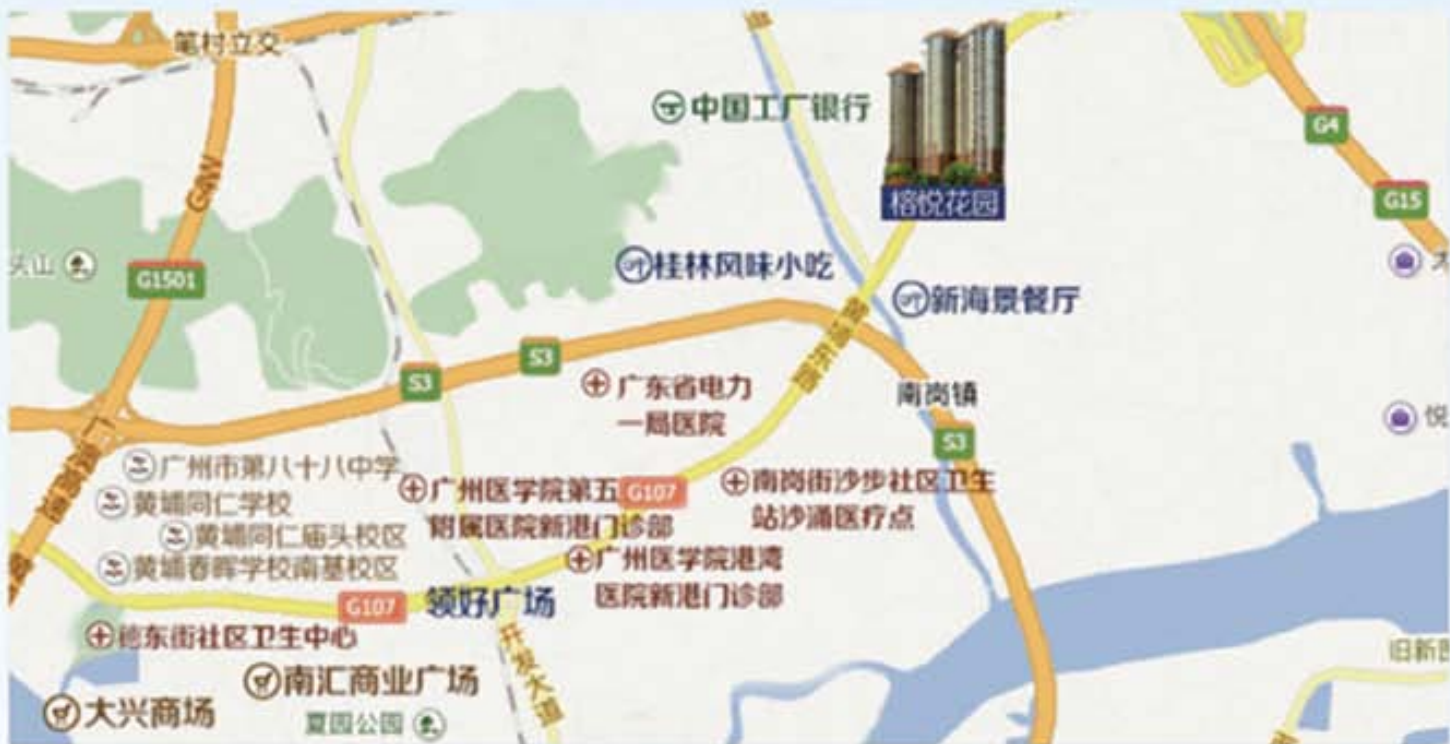 笔村立交
中国工厂银行
G4
G4W
榕悦花园
G15
头山
G1501
桂林风味小吃
新海景餐厅
S3
S3
广东省电力
一局医院
南岗镇
悦
S3
广州市第八十八中学
广州医学院第五
附属医院新港门诊部
G107
南岗街沙步社区卫生
站沙涌医疗点
黄埔同仁学校
黄埔同仁庙头校区
黄埔春晖学校南基校区
广州医学院港湾
医院新港门诊部
G107
领好广场
穗东街社区卫生中心
开发大道
南汇商业广场
大兴商场
夏园公园